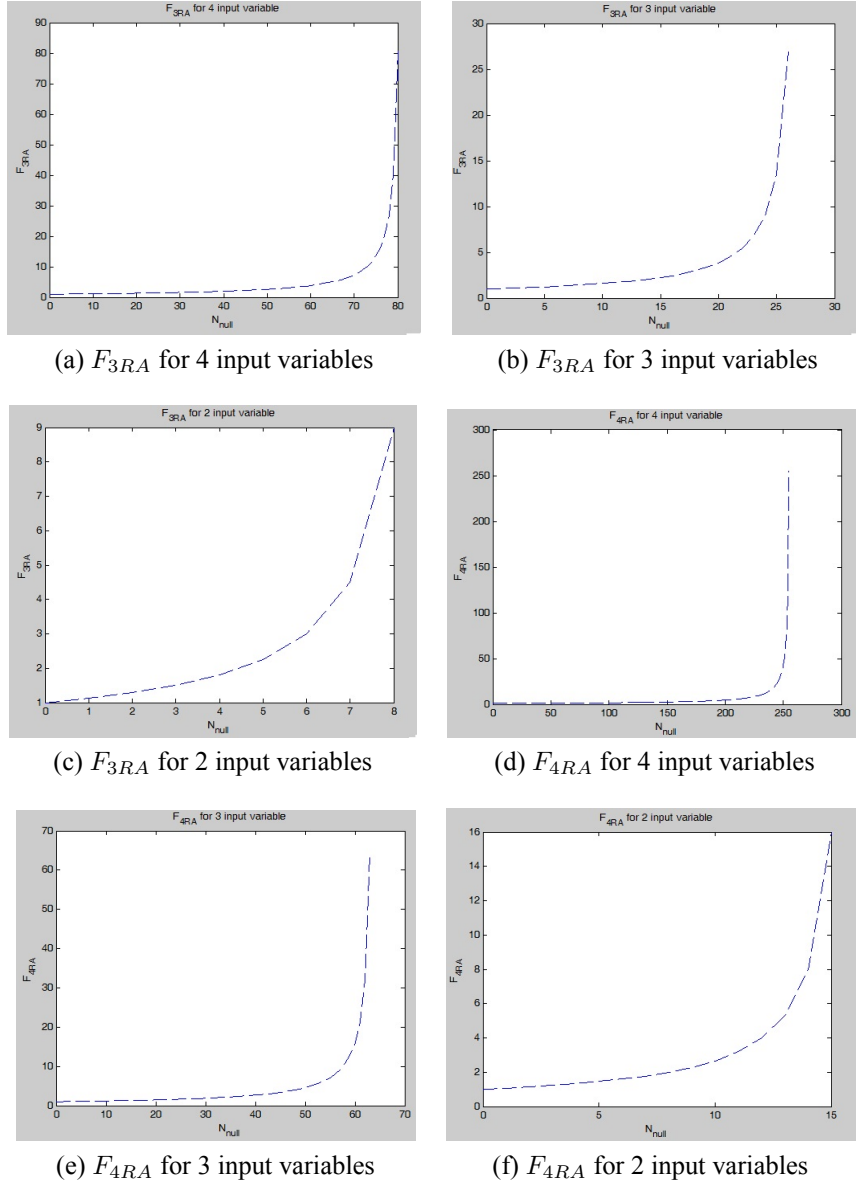 F3RA for 4 input variable
90
80
70
60
50
40
30
20
10
0
F3RA
0 10 20 30 40 50 60 70 80
Nnull
(a) F3RA for 4 input variables
F3RA for 3 input variable
30
25
20
15
10
5
0
F3RA
0 5 10 15 20 25 30
Nnull
(b) F3RA for 3 input variables
F3RA for 2 input variable
9
8
7
6
5
4
3
2
1
F3RA
0 1 2 3 4 5 6 7 8
Nnull
(c) F3RA for 2 input variables
F4RA for 4 input variable
300
250
200
150
100
50
0
F4RA
0 50 100 150 200 250 300
Nnull
(d) F4RA for 4 input variables
F4RA for 3 input variable
70
60
50
40
30
20
10
0
F4RA
0 10 20 30 40 50 60 70
Nnull
(e) F4RA for 3 input variables
F4RA for 2 input variable
16
14
12
10
8
6
4
2
0
F4RA
0 5 10 15
Nnull
(f) F4RA for 2 input variables